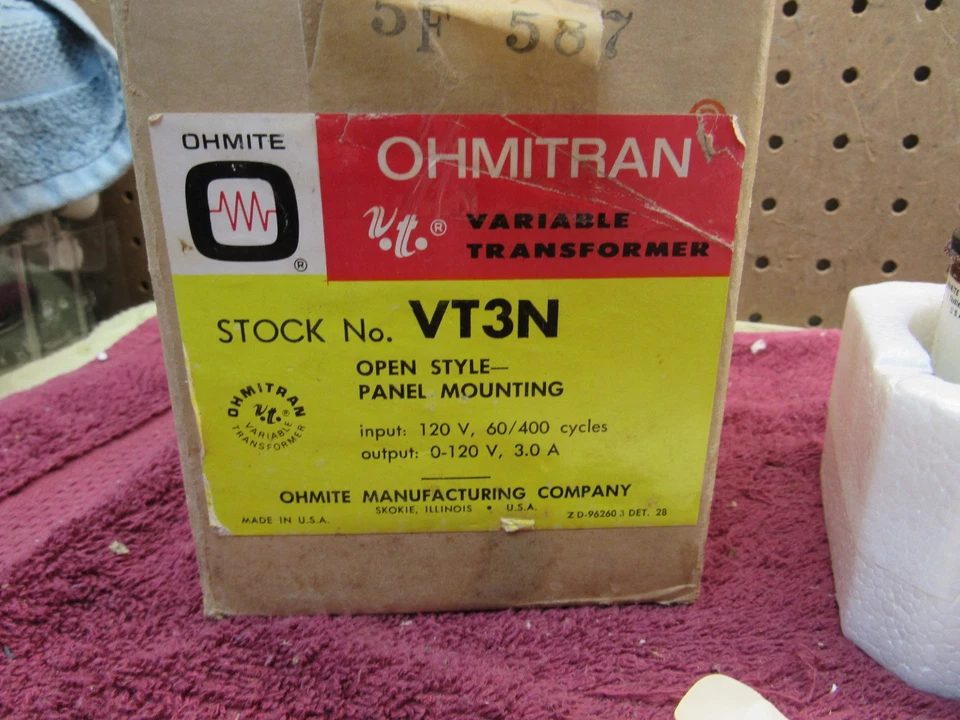 5F 587
OHMITE
®
OHMITRAN®
v.t.® VARIABLE
TRANSFORMER
STOCK No. VT3N
OPEN STYLE—
PANEL MOUNTING
OHMITRAN
v.t.®
VARIABLE
TRANSFORMER
input: 120 V, 60/400 cycles
output: 0-120 V, 3.0 A
OHMITE MANUFACTURING COMPANY
SKOKIE, ILLINOIS • U.S.A.
MADE IN U.S.A.
ZD-96260 3 DET. 28